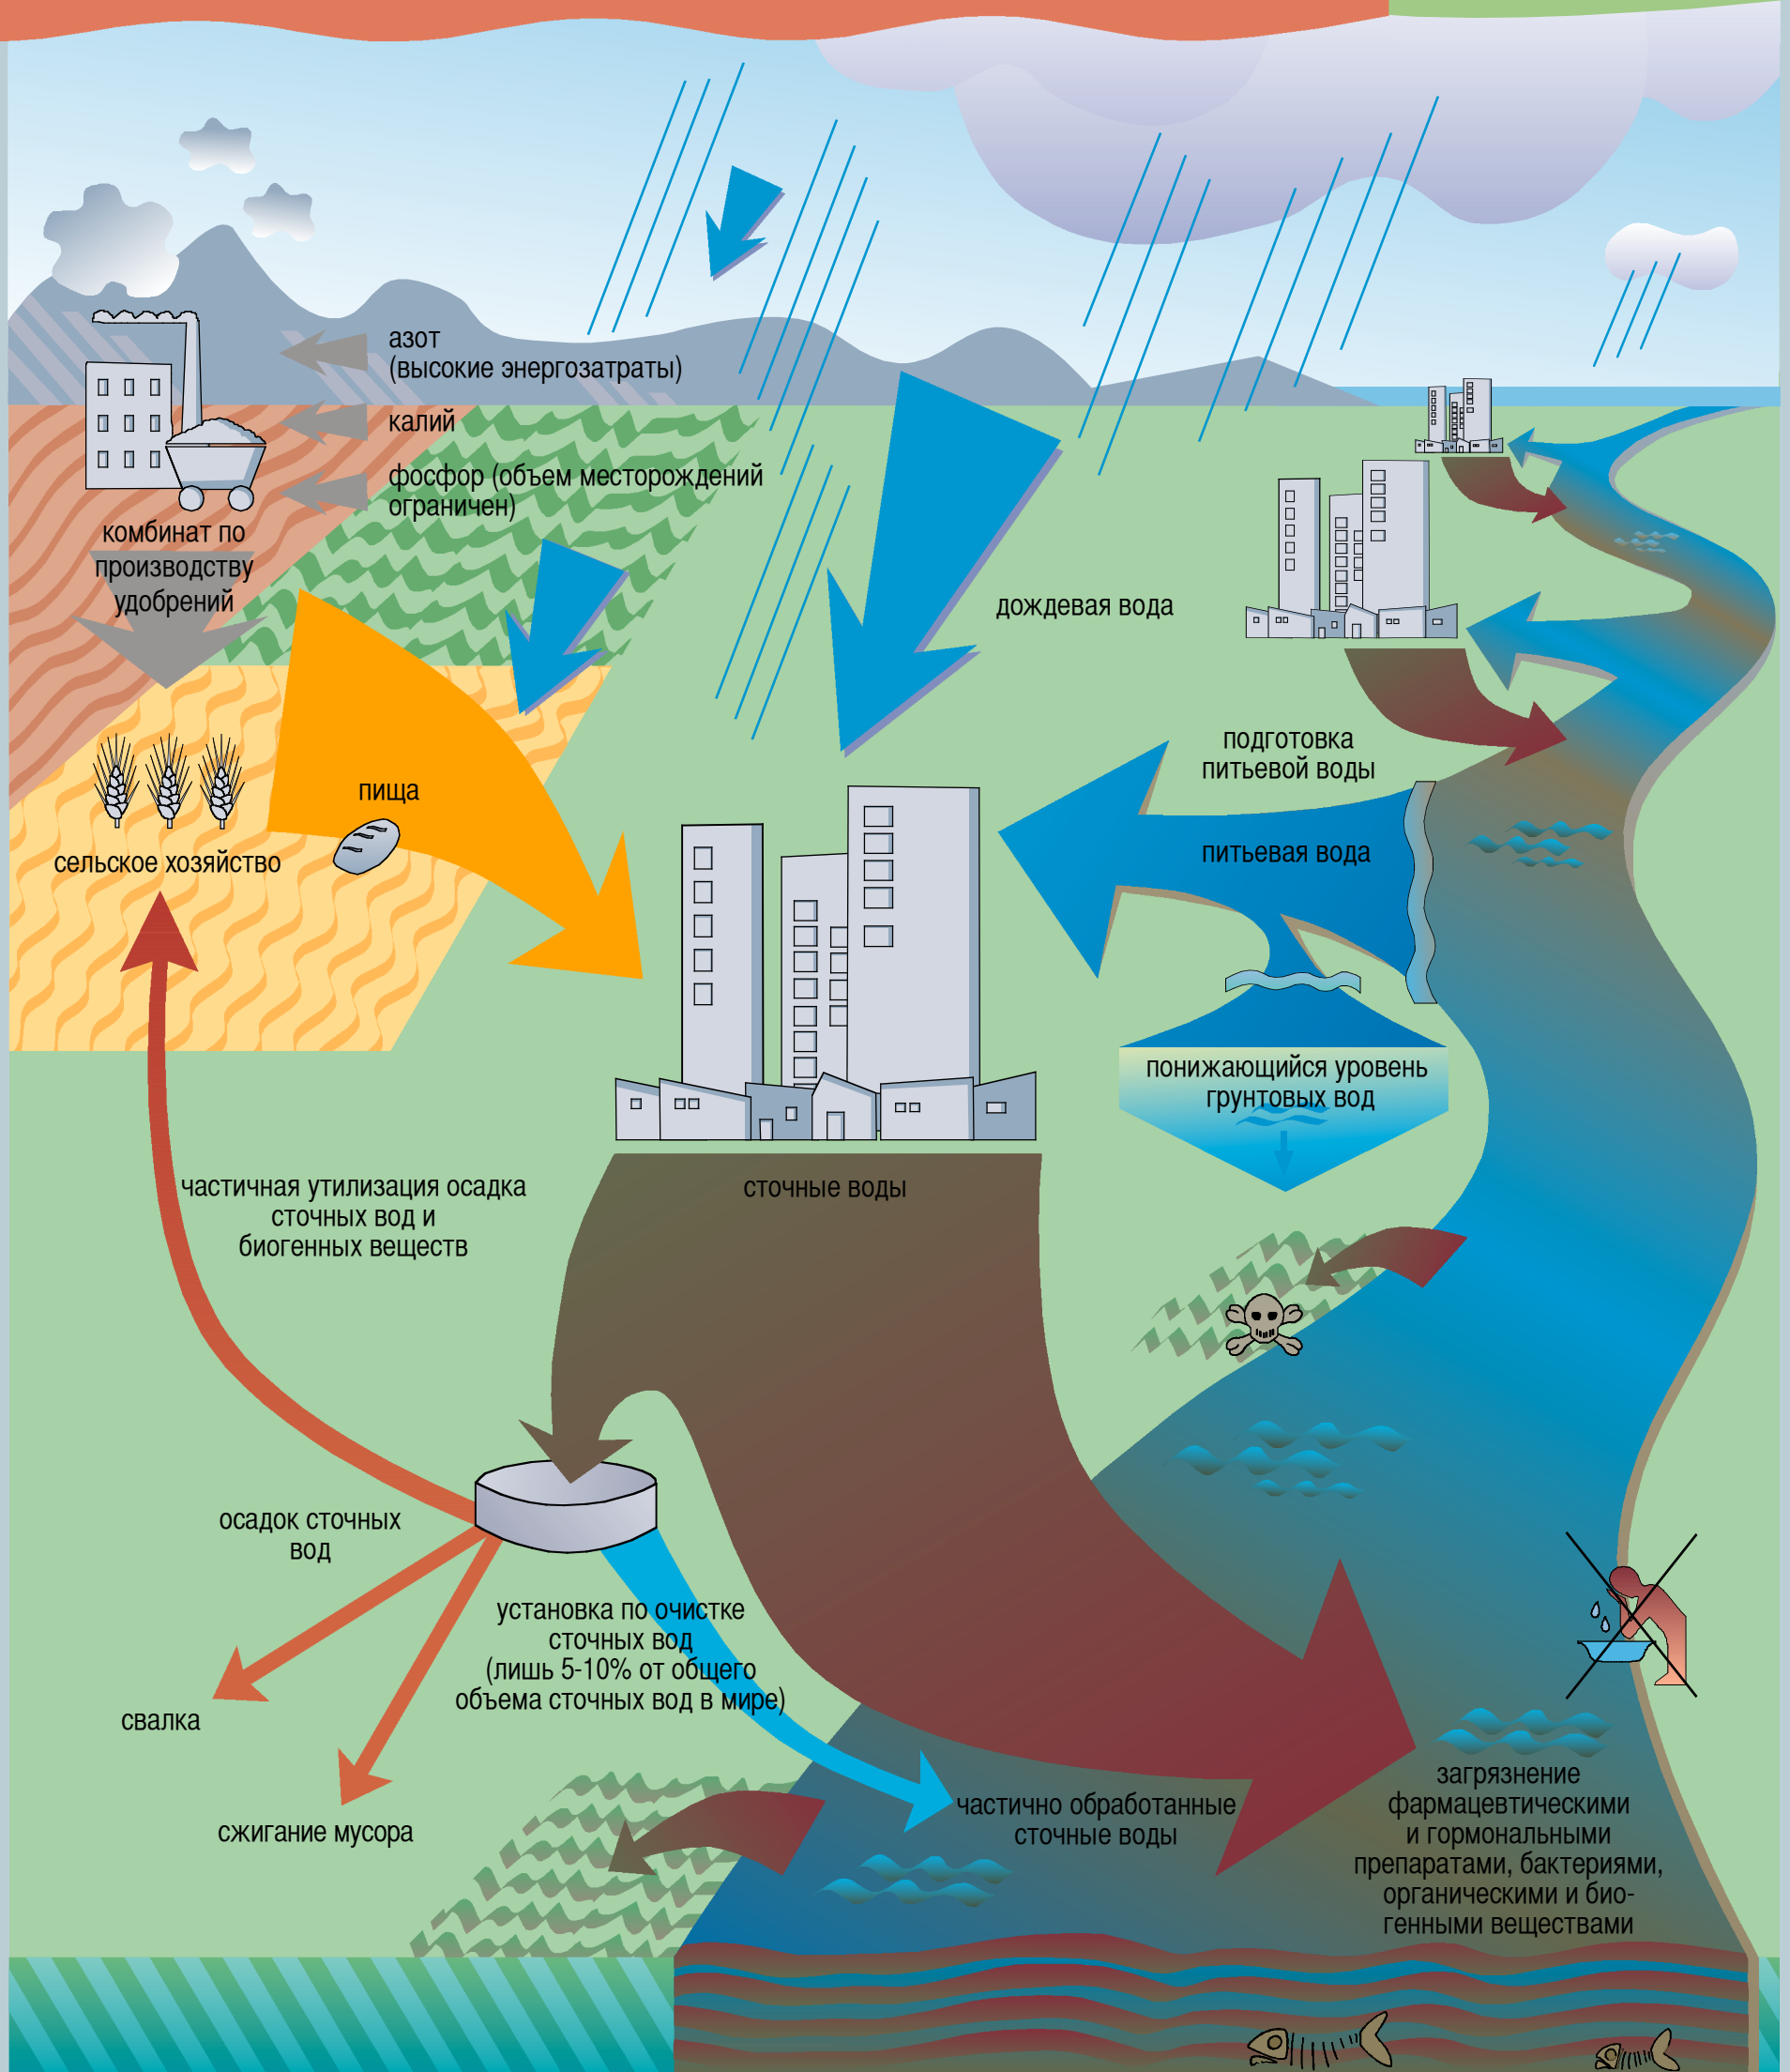 азот
(высокие энергозатраты)
калий
фосфор (объем месторождений
ограничен)
комбинат по
производству
удобрений
дождевая вода
подготовка
питьевой воды
пища
питьевая вода
сельское хозяйство
понижающийся уровень
грунтовых вод
частичная утилизация осадка
сточных вод и
биогенных веществ
сточные воды
осадок сточных
вод
установка по очистке
сточных вод
(лишь 5-10% от общего
объема сточных вод в мире)
свалка
сжигание мусора
частично обработанные
сточные воды
загрязнение
фармацевтическими
и гормональными
препаратами, бактериями,
органическими и био-
генными веществами